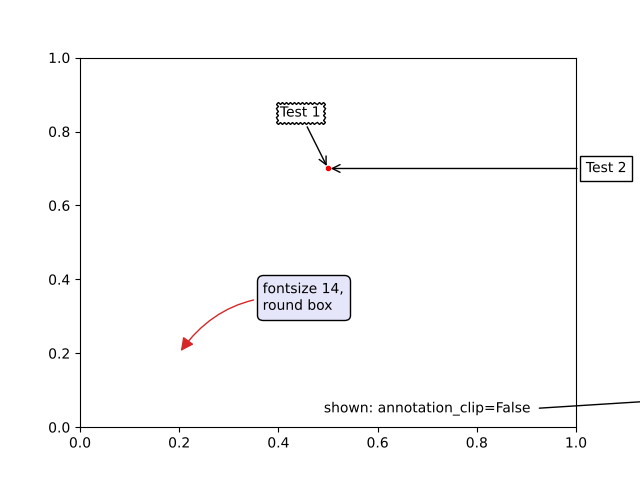 1.0
0.8
0.6
0.4
0.2
0.0
Test 1
Test 2
fontsize 14,
round box
shown: annotation_clip=False
0.0 0.2 0.4 0.6 0.8 1.0